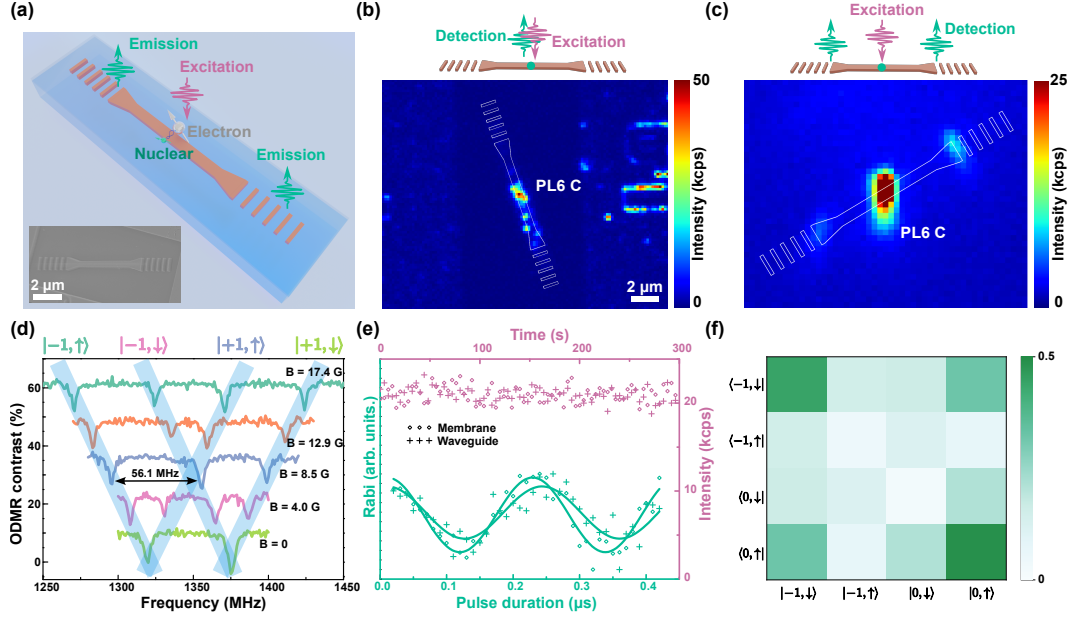 (a)
Emission
Excitation
Electron
Nuclear
Emission
2 µm
(b)
Detection
Excitation
PL6 C
2 µm
50
Intensity (kcps)
0
(c)
Excitation
Detection
PL6 C
25
Intensity (kcps)
0
(d)
|−1,↑⟩ |−1,↓⟩ |+1,↑⟩ |+1,↓⟩
ODMR contrast (%)
60
40
20
0
B = 17.4 G
B = 12.9 G
B = 8.5 G
56.1 MHz
B = 4.0 G
B = 0
1250 1300 1350 1400 1450
Frequency (MHz)
(e)
Time (s)
0 100 200 300
Rabi (arb. units.)
Membrane
Waveguide
20
10
0
Intensity (kcps)
0.0 0.1 0.2 0.3 0.4
Pulse duration (µs)
(f)
⟨−1,↓|
⟨−1,↑|
⟨0,↓|
⟨0,↑|
|−1,↓⟩ |−1,↑⟩ |0,↓⟩ |0,↑⟩
0.5
0